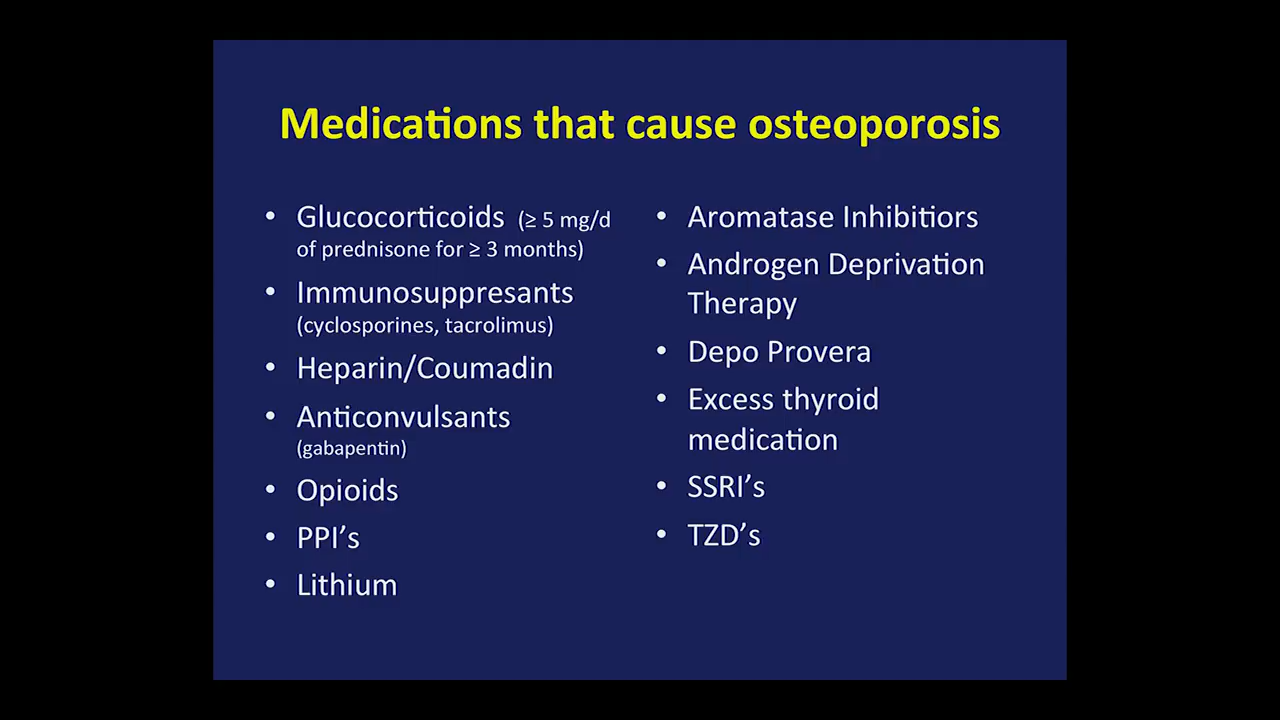 Medications that cause osteoporosis
• Glucocorticoids (≥ 5 mg/d
of prednisone for ≥ 3 months)
• Immunosuppresants
(cyclosporines, tacrolimus)
• Heparin/Coumadin
• Anticonvulsants
(gabapentin)
• Opioids
• PPI’s
• Lithium
• Aromatase Inhibitiors
• Androgen Deprivation
Therapy
• Depo Provera
• Excess thyroid
medication
• SSRI’s
• TZD’s